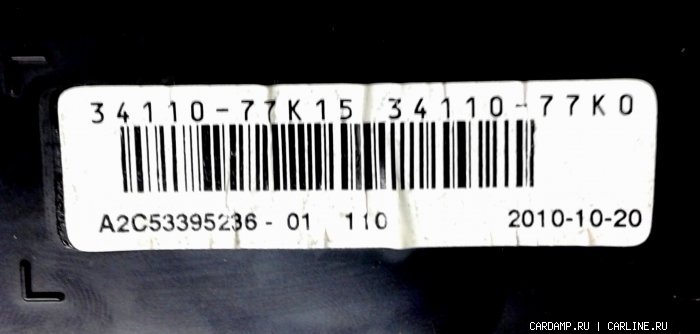 34110-77K15 34110-77K0
A2C53395236 - 01 110 2010-10-20
CARDAMP.RU | CARLINE.RU